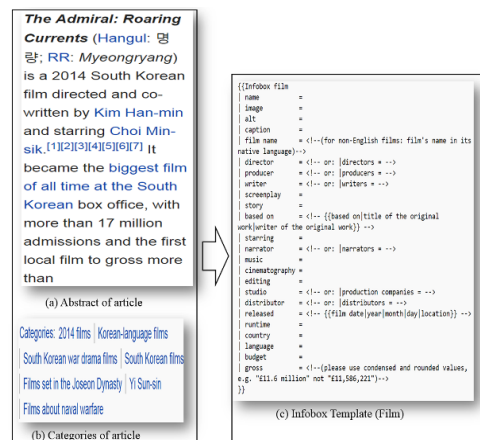 The Admiral: Roaring
Currents (Hangul: 명
량; RR: Myeongryang)
is a 2014 South Korean
film directed and co-
written by Kim Han-min
and starring Choi Min-
sik.[1][2][3][4][5][6][7] It
became the biggest film
of all time at the South
Korean box office, with
more than 17 million
admissions and the first
local film to gross more
than
(a) Abstract of article
Categories: 2014 films | Korean-language films
| South Korean war drama films | South Korean films
| Films set in the Joseon Dynasty | Yi Sun-sin
| Films about naval warfare
(b) Categories of article
{{Infobox film
| name =
| image =
| alt =
| caption =
| film name = <!--(for non-English films: film's name in its
native language)-->
| director = <!-- or: |directors = -->
| producer = <!-- or: |producers = -->
| writer = <!-- or: |writers = -->
| screenplay =
| story =
| based on = <!-- {{based on|title of the original
work|writer of the original work}} -->
| starring =
| narrator = <!-- or: |narrators = -->
| music =
| cinematography =
| editing =
| studio = <!-- or: |production companies = -->
| distributor = <!-- or: |distributors = -->
| released = <!-- {{film date|year|month|day|location}} -->
| runtime =
| country =
| language =
| budget =
| gross = <!--(please use condensed and rounded values,
e.g. "£11.6 million" not "£11,586,221")-->
}}
(c) Infobox Template (Film)